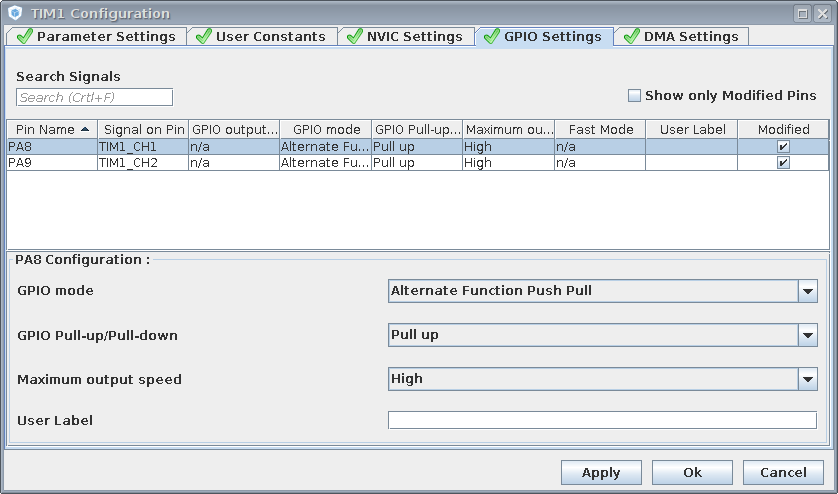 TIM1 Configuration
Parameter Settings User Constants NVIC Settings GPIO Settings DMA Settings
Search Signals
Search (Crtl+F)
Show only Modified Pins
Pin Name Signal on Pin GPIO output... GPIO mode GPIO Pull-up... Maximum ou... Fast Mode User Label Modified
PA8 TIM1_CH1 n/a Alternate Fu... Pull up High n/a
PA9 TIM1_CH2 n/a Alternate Fu... Pull up High n/a
PA8 Configuration :
GPIO mode Alternate Function Push Pull
GPIO Pull-up/Pull-down Pull up
Maximum output speed High
User Label
Apply Ok Cancel